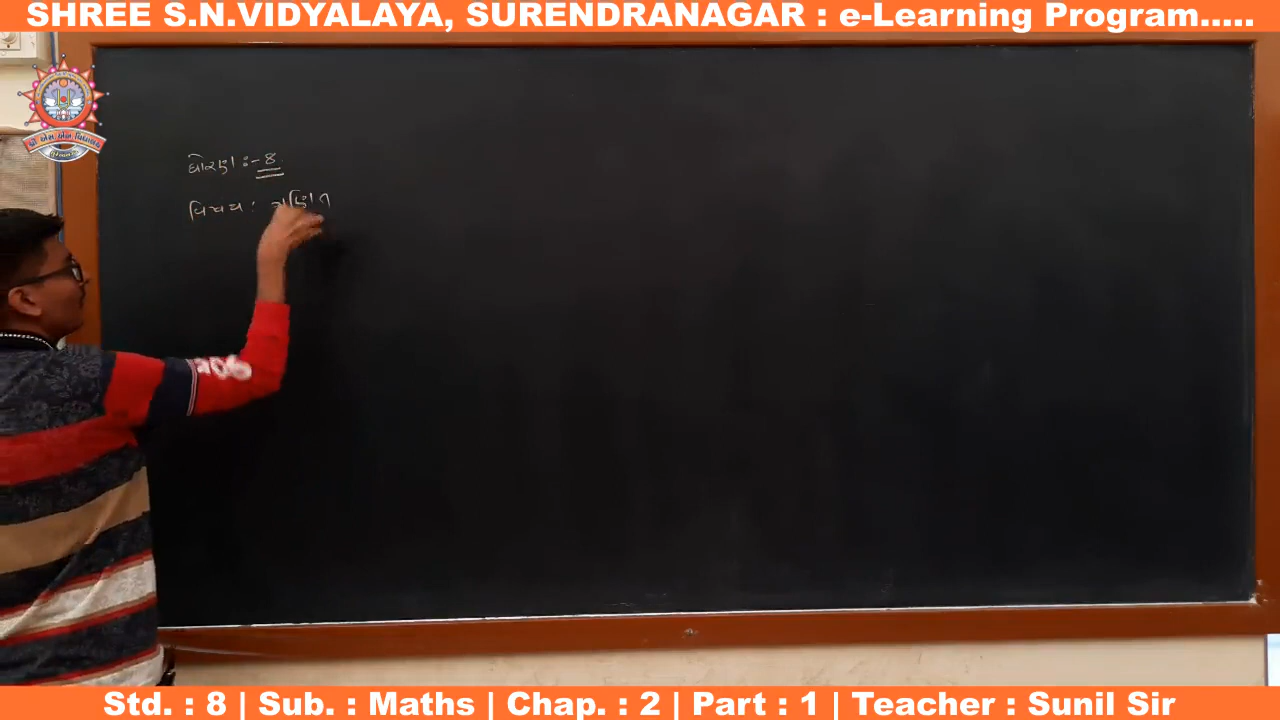 SHREE S.N.VIDYALAYA, SURENDRANAGAR : e-Learning Program.....
ધોરણ :- 8.
વિષય : ગણિત
Std. : 8 | Sub. : Maths | Chap. : 2 | Part : 1 | Teacher : Sunil Sir